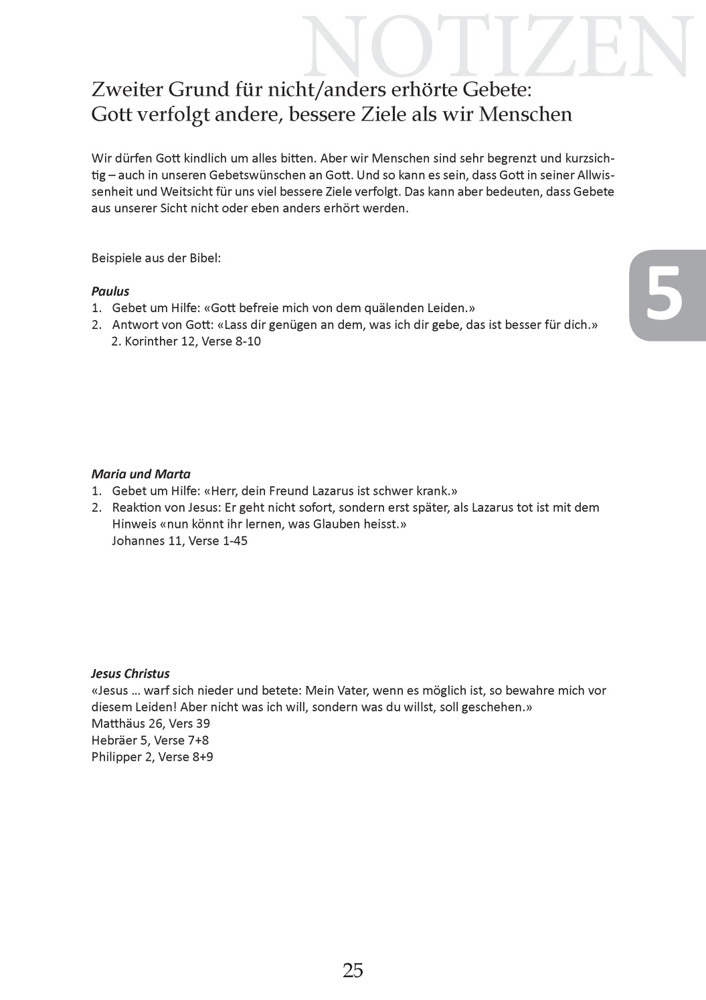 NOTIZEN
Zweiter Grund für nicht/anders erhörte Gebete:
Gott verfolgt andere, bessere Ziele als wir Menschen
Wir dürfen Gott kindlich um alles bitten. Aber wir Menschen sind sehr begrenzt und kurzsich-
tig – auch in unseren Gebetswünschen an Gott. Und so kann es sein, dass Gott in seiner Allwis-
senheit und Weitsicht für uns viel bessere Ziele verfolgt. Das kann aber bedeuten, dass Gebete
aus unserer Sicht nicht oder eben anders erhört werden.
Beispiele aus der Bibel:
5
Paulus
1. Gebet um Hilfe: «Gott befreie mich von dem quälenden Leiden.»
2. Antwort von Gott: «Lass dir genügen an dem, was ich dir gebe, das ist besser für dich.»
2. Korinther 12, Verse 8-10
Maria und Marta
1. Gebet um Hilfe: «Herr, dein Freund Lazarus ist schwer krank.»
2. Reaktion von Jesus: Er geht nicht sofort, sondern erst später, als Lazarus tot ist mit dem
Hinweis «nun könnt ihr lernen, was Glauben heisst.»
Johannes 11, Verse 1-45
Jesus Christus
«Jesus … warf sich nieder und betete: Mein Vater, wenn es möglich ist, so bewahre mich vor
diesem Leiden! Aber nicht was ich will, sondern was du willst, soll geschehen.»
Matthäus 26, Vers 39
Hebräer 5, Verse 7+8
Philipper 2, Verse 8+9
25